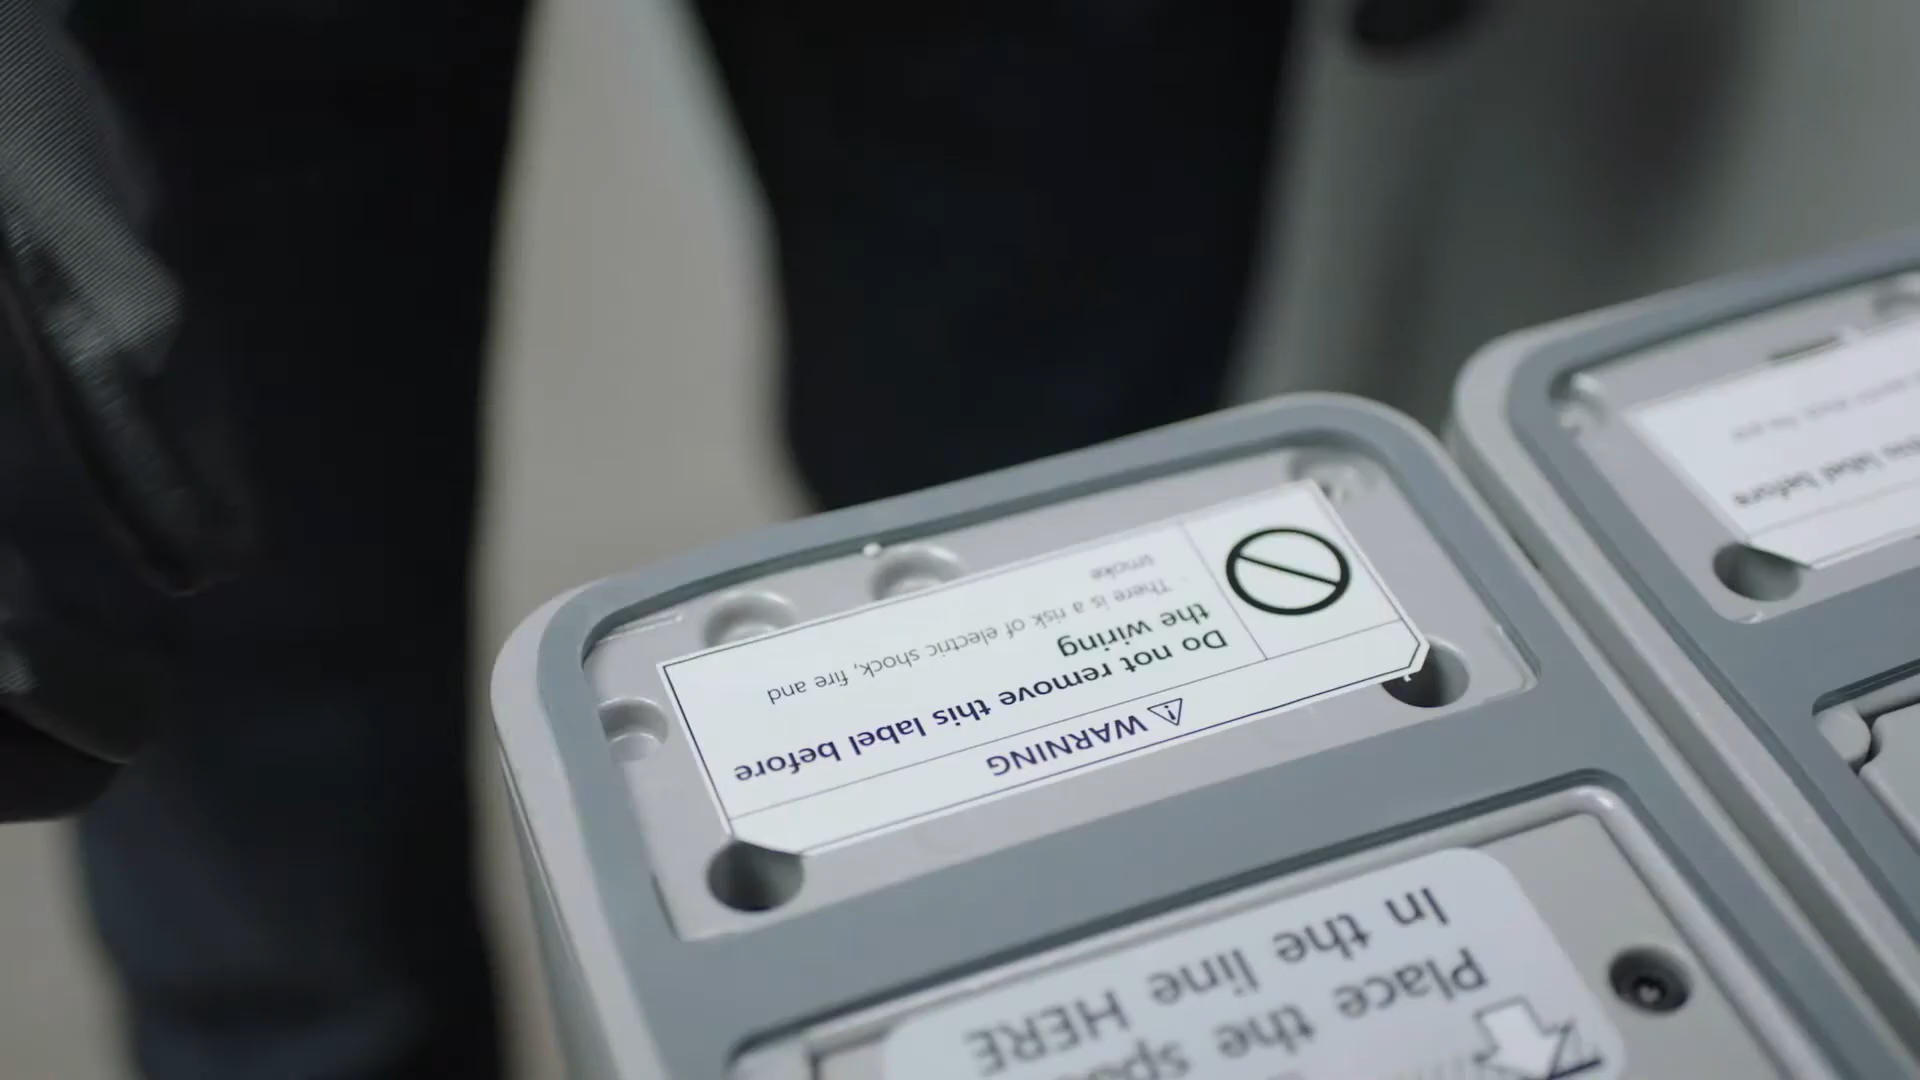 WARNING
Do not remove this label before
the wiring
There is a risk of electric shock, fire and
smoke
Place the
In the line HERE
this label before